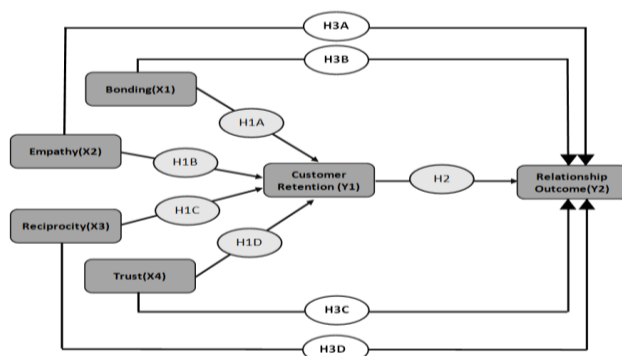 H3A
H3B
Bonding(X1)
H1A
Empathy(X2)
H1B
Customer
Retention (Y1)
H2
Relationship
Outcome(Y2)
H1C
Reciprocity(X3)
H1D
Trust(X4)
H3C
H3D